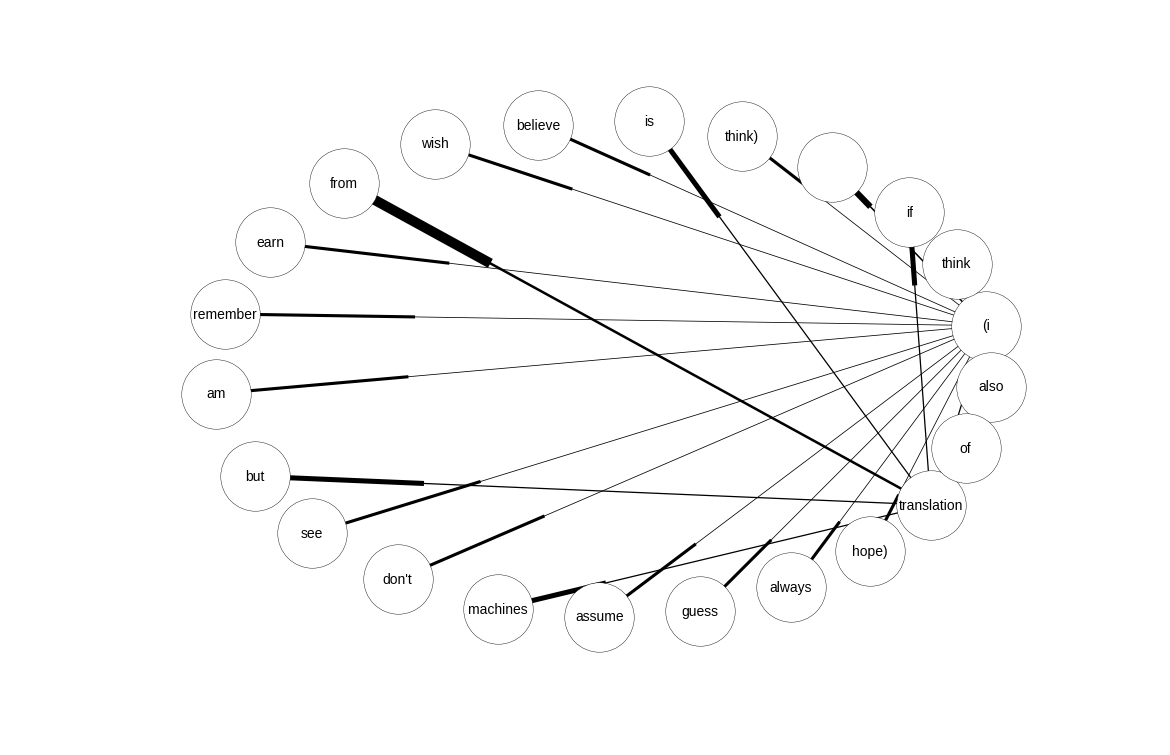 is
believe
think)
wish
from
if
earn
think
remember
(i
also
am
of
but
translation
see
hope)
don't
always
machines
guess
assume